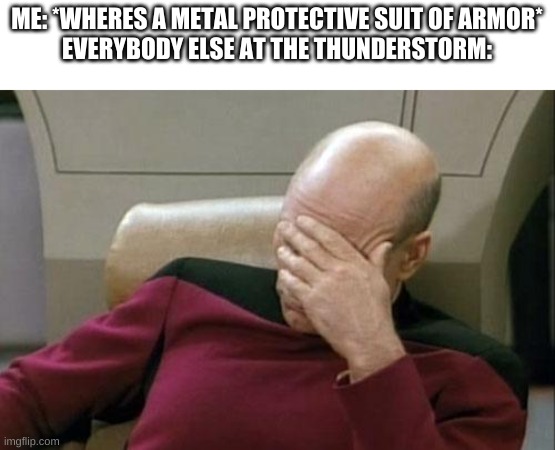 ME: *WHERES A METAL PROTECTIVE SUIT OF ARMOR*
EVERYBODY ELSE AT THE THUNDERSTORM:
imgflip.com